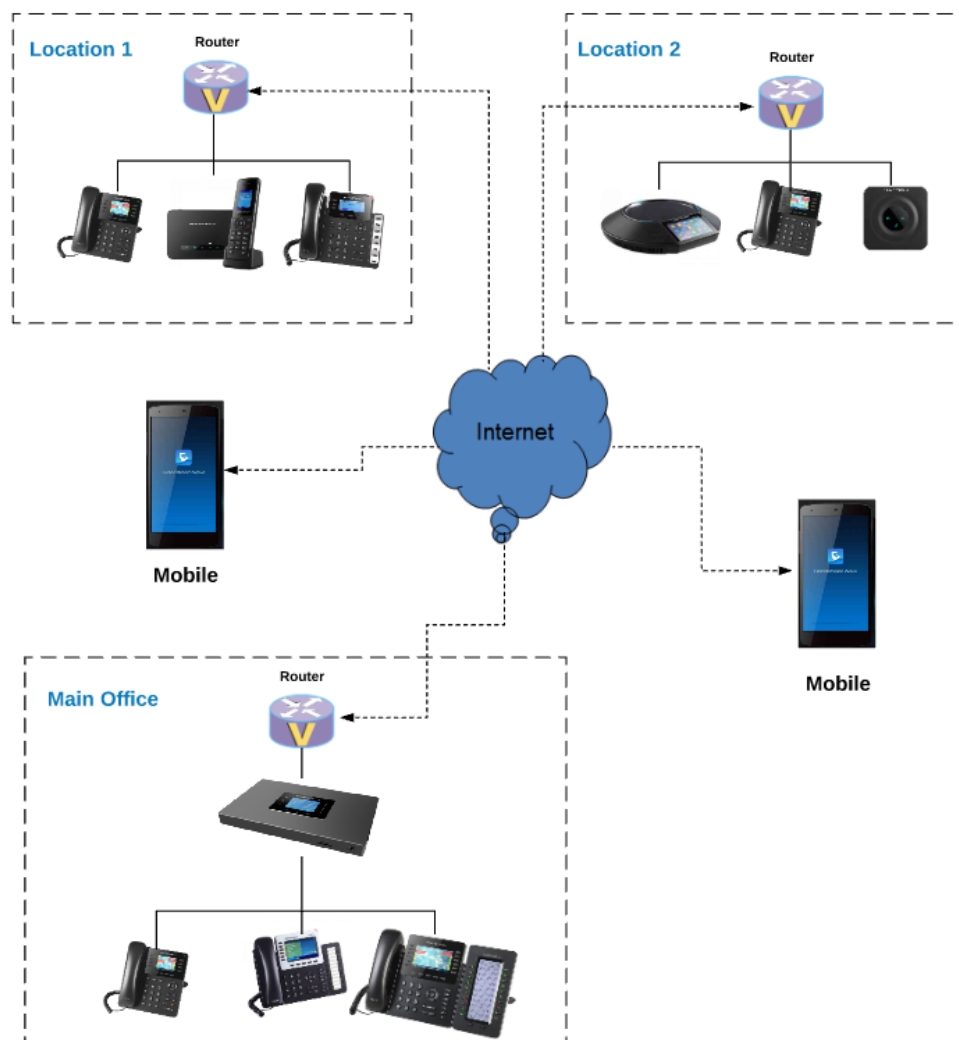 Location 1
Router
Location 2
Router
Internet
Mobile
Mobile
Main Office
Router